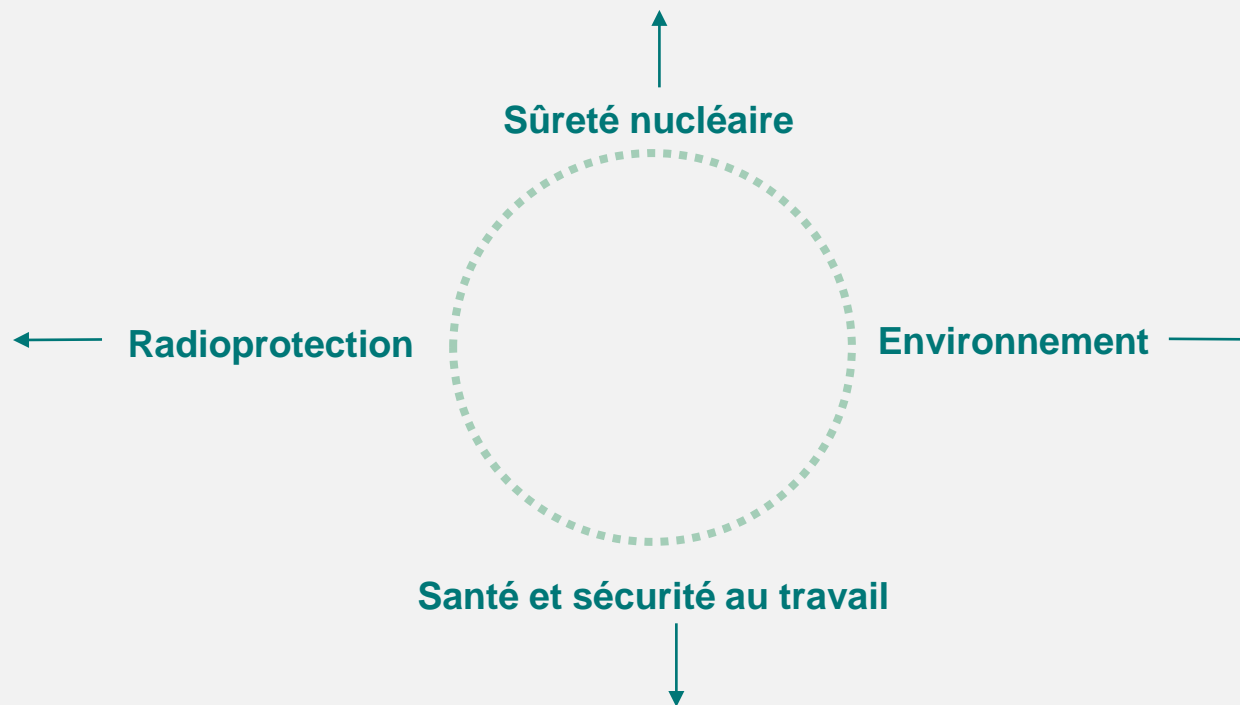 Sûreté nucléaire
Radioprotection
Environnement
Santé et sécurité au travail